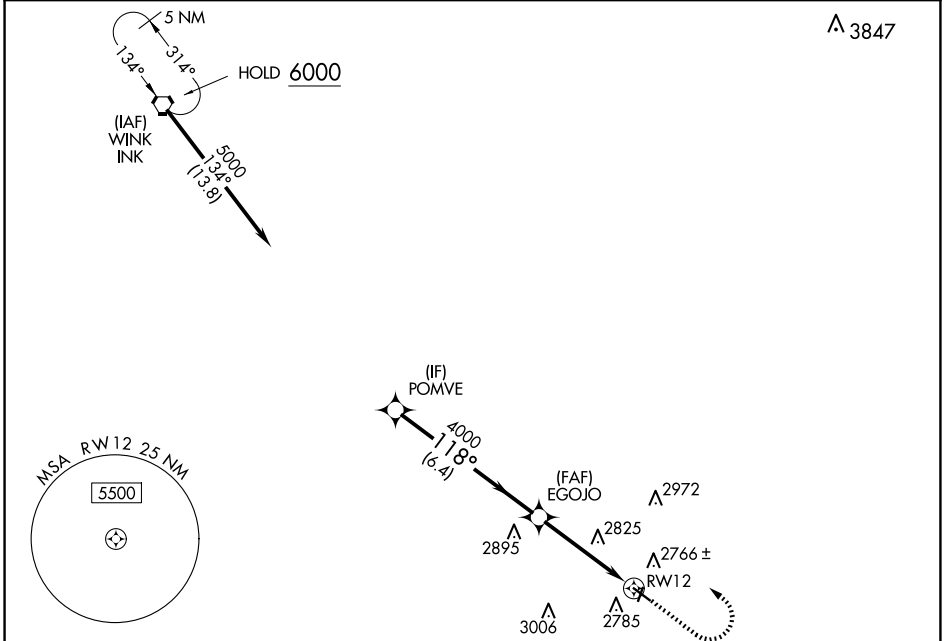 5 NM
134°
314°
HOLD 6000
(IAF)
WINK
INK
5000
134°
(13.8)
3847
(IF)
POMVE
4000
118°
(6.4)
(FAF)
EGOJO
2972
2895
2825
2766 ±
RW12
3006
2785
MSA RW12 25 NM
5500